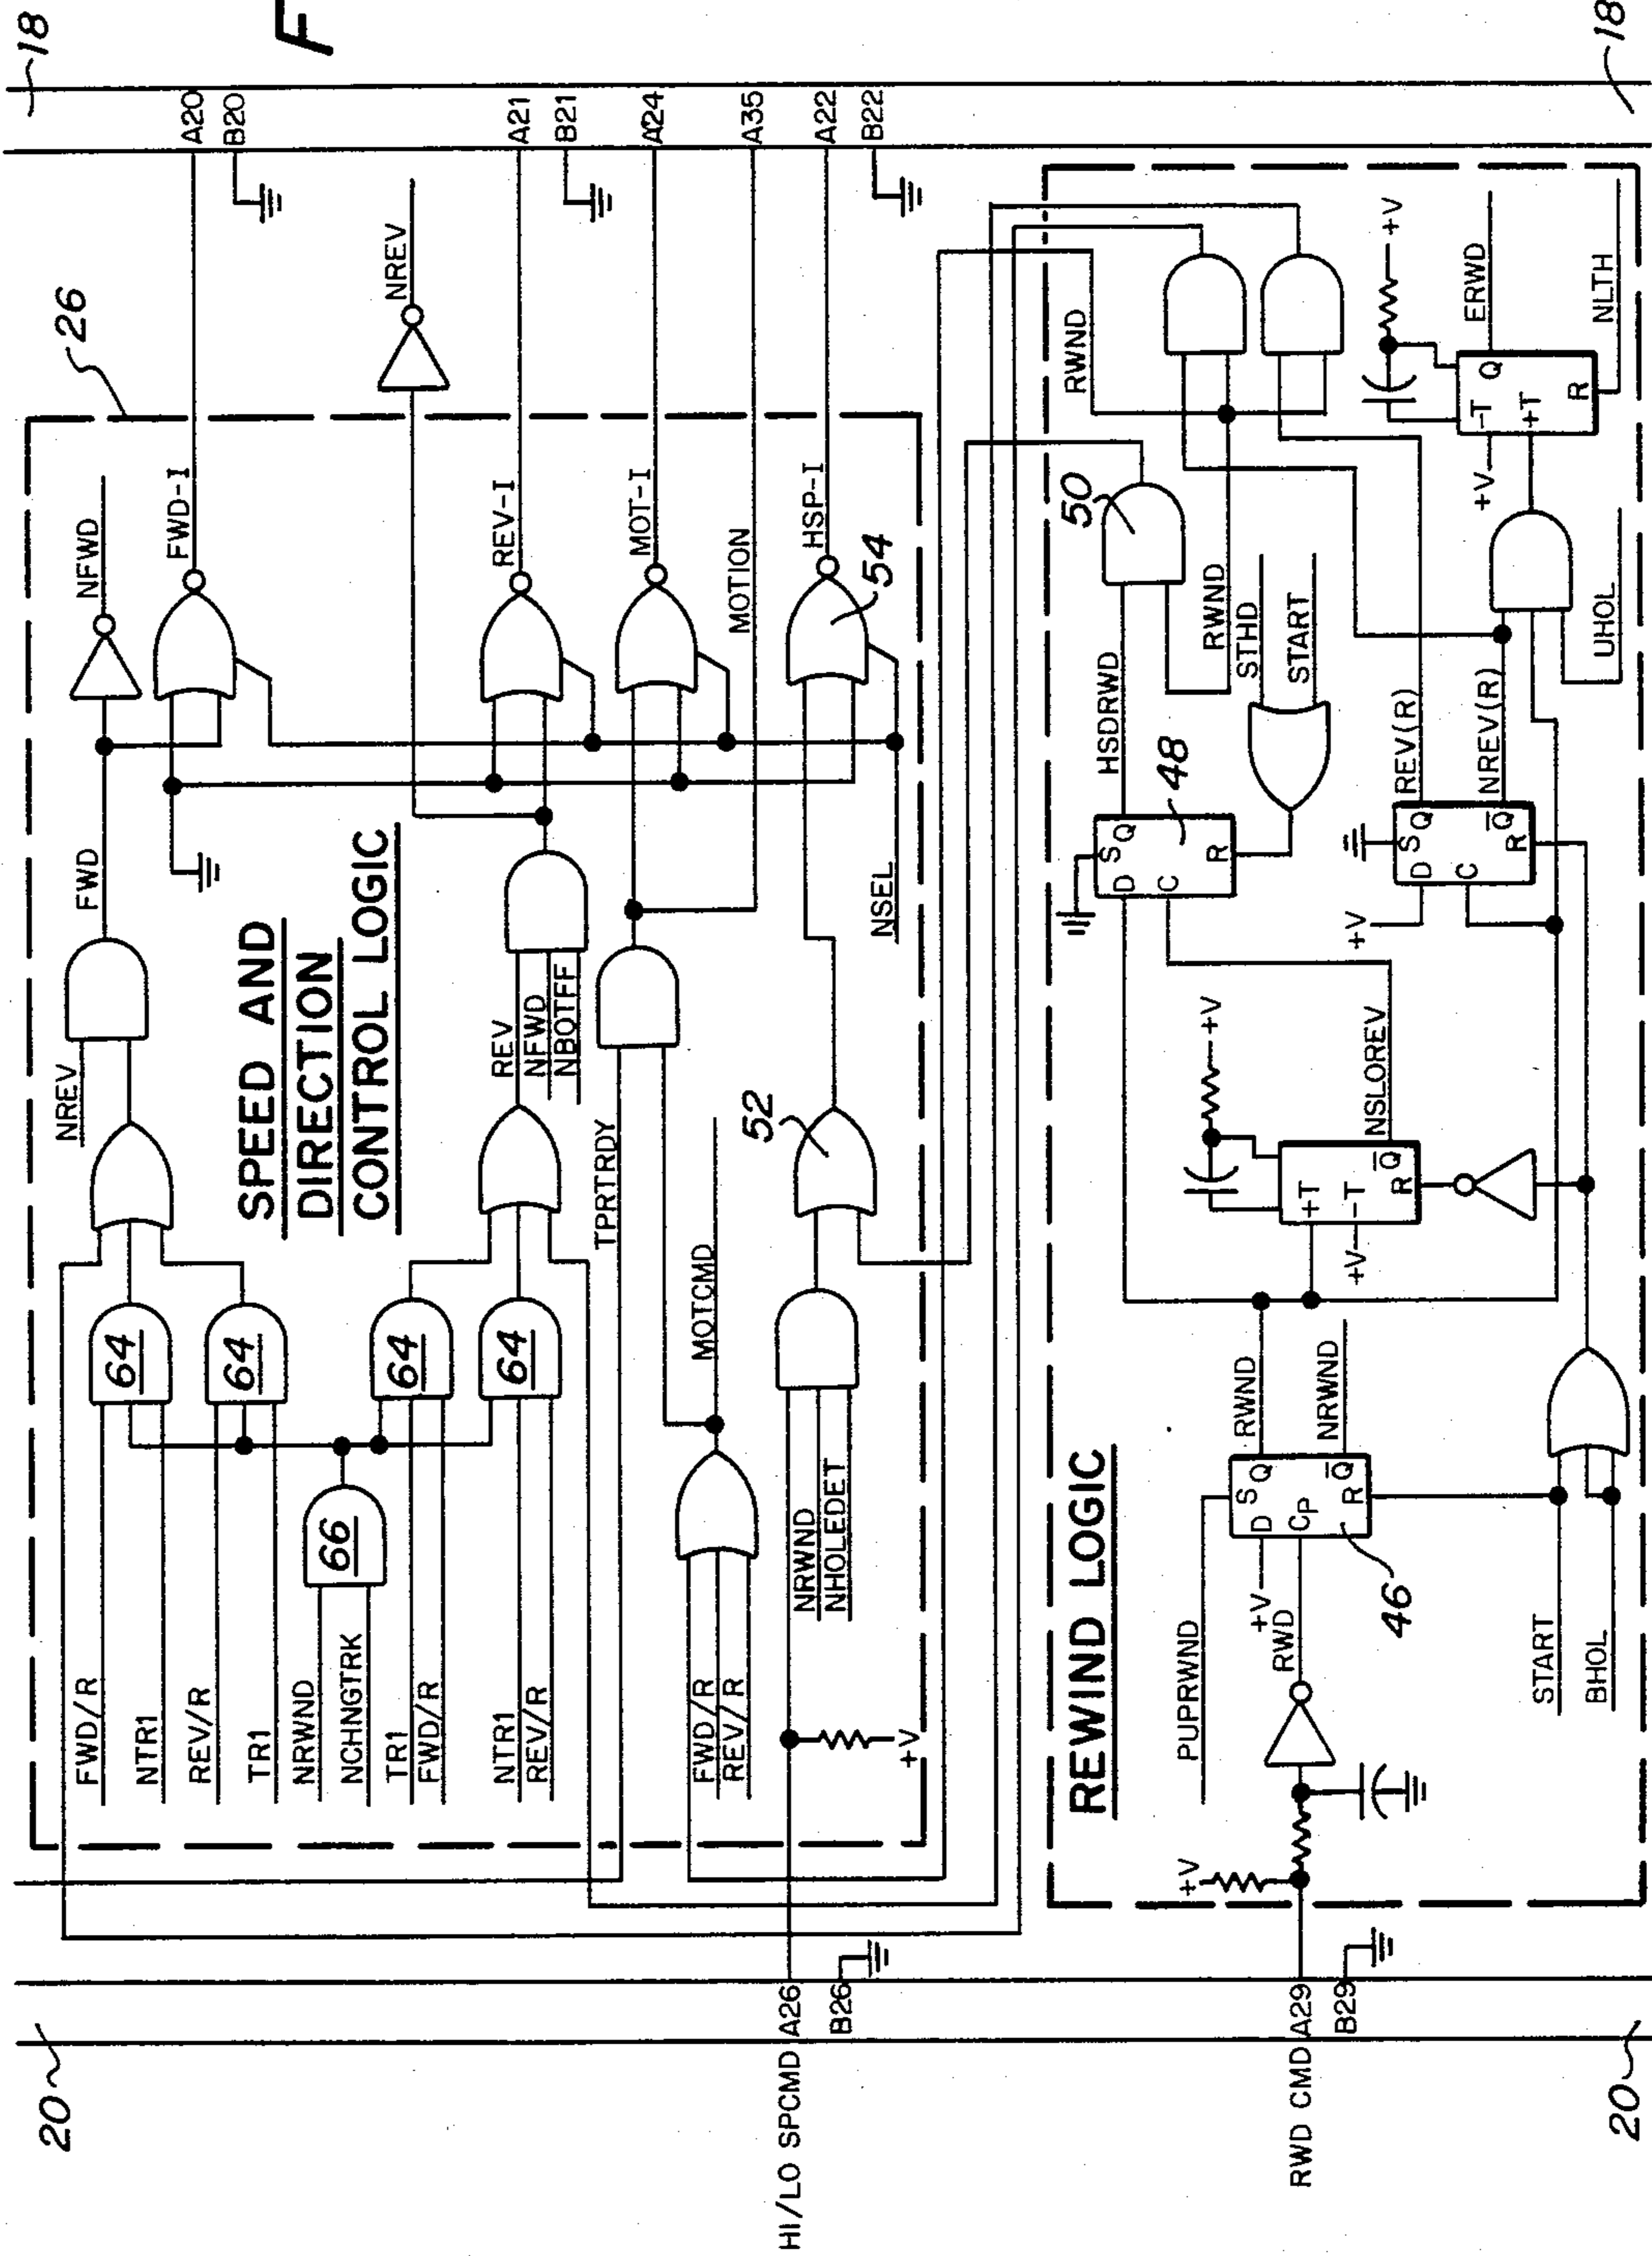 20
18
F
26
A20
B20
NFWD
FWD-I
FWD
NREV
SPEED AND
DIRECTION
CONTROL LOGIC
64
FWD/R
NTR1
64
REV/R
TR1
66
NRWND
NCHNGTRK
64
TR1
FWD/R
64
NTR1
REV/R
REV
NFWD
NBOTFF
NREV
REV-I
A21
B21
TPRTRDY
MOT-I
A24
MOTION
A35
MOTCMD
FWD/R
REV/R
52
54
HSP-I
A22
B22
NRWND
NHOLEDET
+V
NSEL
HI/LO SPCMD
A26
B26
REWIND LOGIC
PUPRWND
+V
+V
RWD
RWD CMD
A29
B29
S
D
Q
CP
Q
R
46
RWND
NRWND
START
BHOL
+V
+T
-T
R
Q
+V
NSLOREV
S
D
Q
C
R
48
HSDRWD
50
RWND
STHD
START
+V
S
D
Q
C
Q
R
REV(R)
NREV(R)
RWND
UHOL
+V
-T
+T
Q
R
+V
ERWD
NLTH
20
18